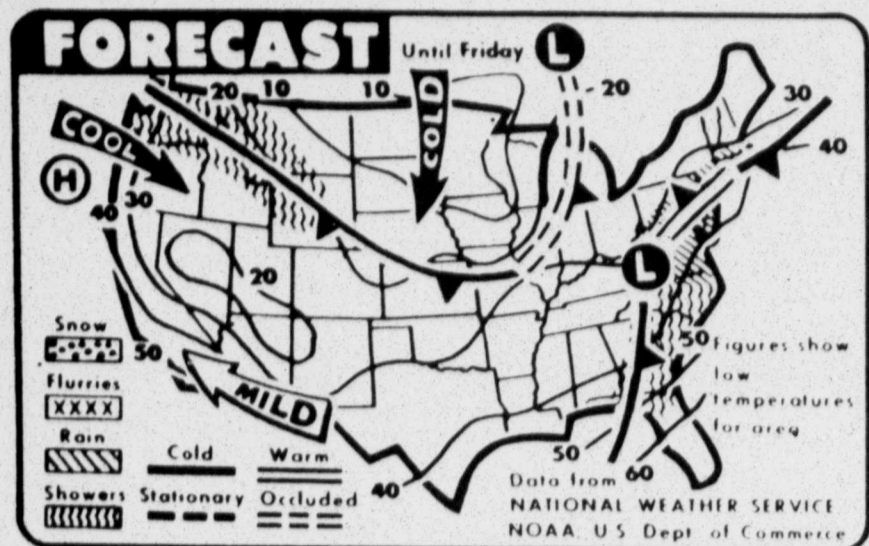 FORECAST Until Friday L
20 10 10 20 30
COOL COLD 40
H
40 30
L
20
50
MILD
50
Figures show
low
temperatures
for area
Snow
Flurries
XXXX
Rain
Showers
Cold Warm
Stationary Occluded
40 50 60
Data from
NATIONAL WEATHER SERVICE
NOAA U S Dept of Commerce